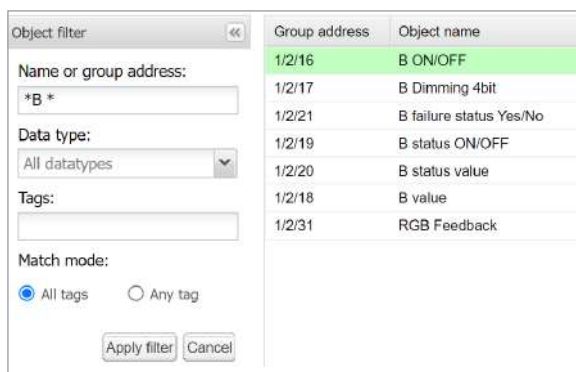 Object filter
Name or group address:
*B *
Data type:
All datatypes
Tags:
Match mode:
All tags Any tag
Apply filter Cancel
Group address Object name
1/2/16 B ON/OFF
1/2/17 B Dimming 4bit
1/2/21 B failure status Yes/No
1/2/19 B status ON/OFF
1/2/20 B status value
1/2/18 B value
1/2/31 RGB Feedback